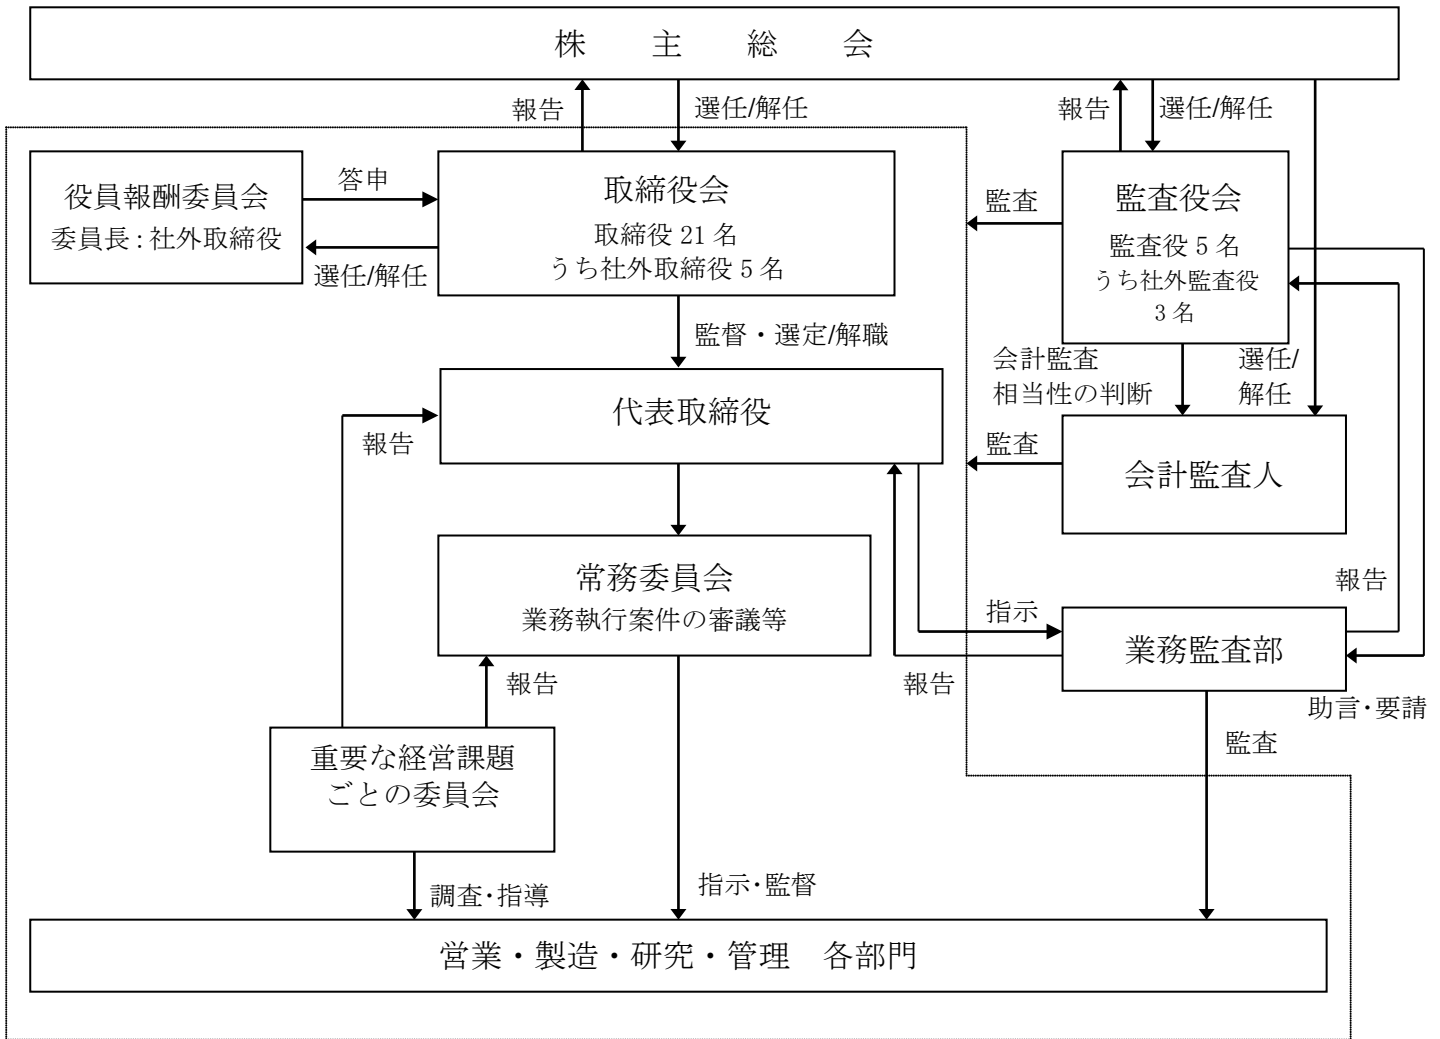 株　主　総　会
報告
選任/解任
報告
選任/解任
役員報酬委員会
委員長：社外取締役
答申
選任/解任
取締役会
取締役 21 名
うち社外取締役 5 名
監査
監査役会
監査役 5 名
うち社外監査役
3 名
監督・選定/解職
会計監査
相当性の判断
選任/
解任
代表取締役
報告
監査
会計監査人
常務委員会
業務執行案件の審議等
報告
指示
業務監査部
報告
報告
助言・要請
重要な経営課題
ごとの委員会
監査
調査・指導
指示・監督
営業・製造・研究・管理　各部門